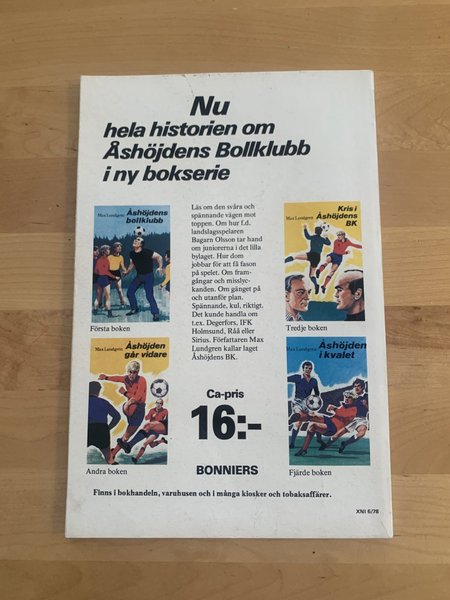 Nu
hela historien om
Åshöjdens Bollklubb
i ny bokserie
Max Lundgren
Åshöjdens
bollklubb
Första boken
Max Lundgren
Åshöjden
går vidare
Andra boken
Läs om den svåra och
spännande vägen mot
toppen. Om hur f.d.
landslagsspelaren
Bagarn Olsson tar hand
om juniorerna i det lilla
bylaget. Hur dom
jobbar för att få fason
på spelet. Om fram-
gångar och misslyc-
kanden. Om gänget på
och utanför plan.
Spännande, kul, riktigt.
Det kunde handla om
t.ex. Degerfors, IFK
Holmsund, Råå eller
Sirius. Författaren Max
Lundgren kallar laget
Åshöjdens BK.
Ca-pris
16:-
BONNIERS
Max Lundgren
Kris i
Åshöjdens
BK
Tredje boken
Max Lundgren
Åshöjden
i kvalet
Fjärde boken
Finns i bokhandeln, varuhusen och i många kiosker och tobaksaffärer.
XNI 6/78